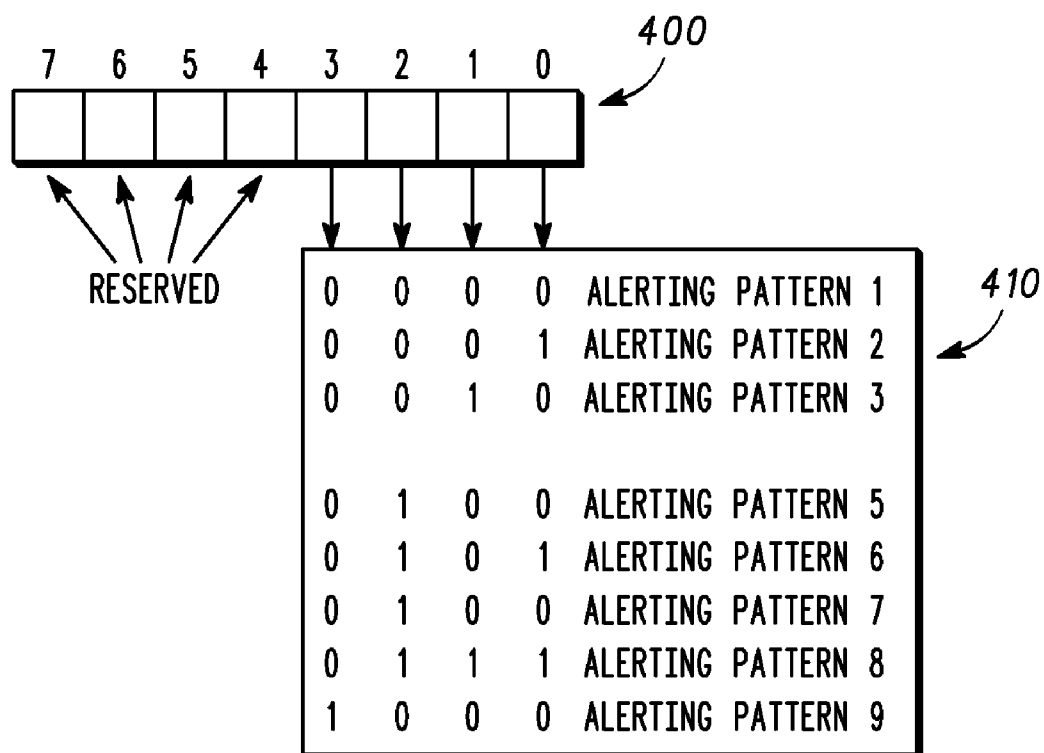 400
7 6 5 4 3 2 1 0
RESERVED
410
0 0 0 0 ALERTING PATTERN 1
0 0 0 1 ALERTING PATTERN 2
0 0 1 0 ALERTING PATTERN 3
0 1 0 0 ALERTING PATTERN 5
0 1 0 1 ALERTING PATTERN 6
0 1 0 0 ALERTING PATTERN 7
0 1 1 1 ALERTING PATTERN 8
1 0 0 0 ALERTING PATTERN 9